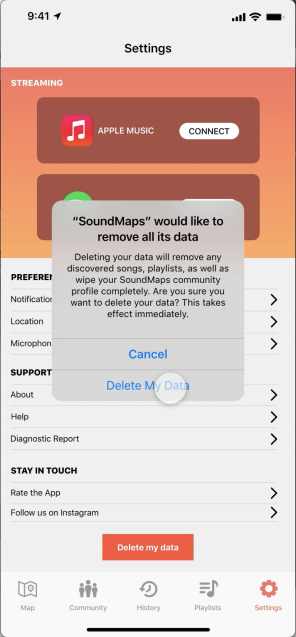 9:41
Settings
STREAMING
APPLE MUSIC
CONNECT
“SoundMaps” would like to
remove all its data
Deleting your data will remove any
discovered songs, playlists, as well as
wipe your SoundMaps community
profile completely. Are you sure you
want to delete your data? This takes
effect immediately.
Cancel
Delete My Data
Location
SUPPORT
About
Help
Diagnostic Report
STAY IN TOUCH
Rate the App
Follow us on Instagram
Delete my data
Map
Community
History
Playlists
Settings